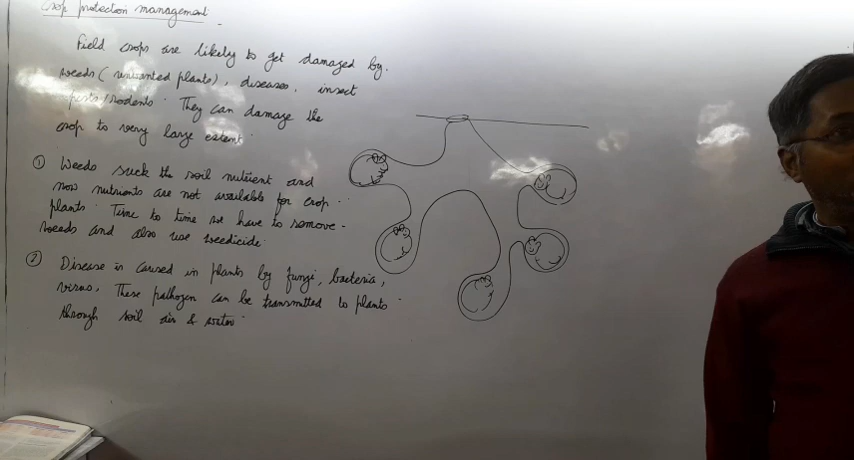 Crop protection management
Field crops are likely to get damaged by
weeds (unwanted plants), diseases, insect
pests/rodents. They can damage the
crop to very large extent.
① Weeds suck the soil nutrient and
now nutrients are not available for crop
plants. Time to time we have to remove
weeds and also use weedicide.
② Disease is caused in plants by fungi, bacteria,
virus. These pathogen can be transmitted to plants
through soil air & water.